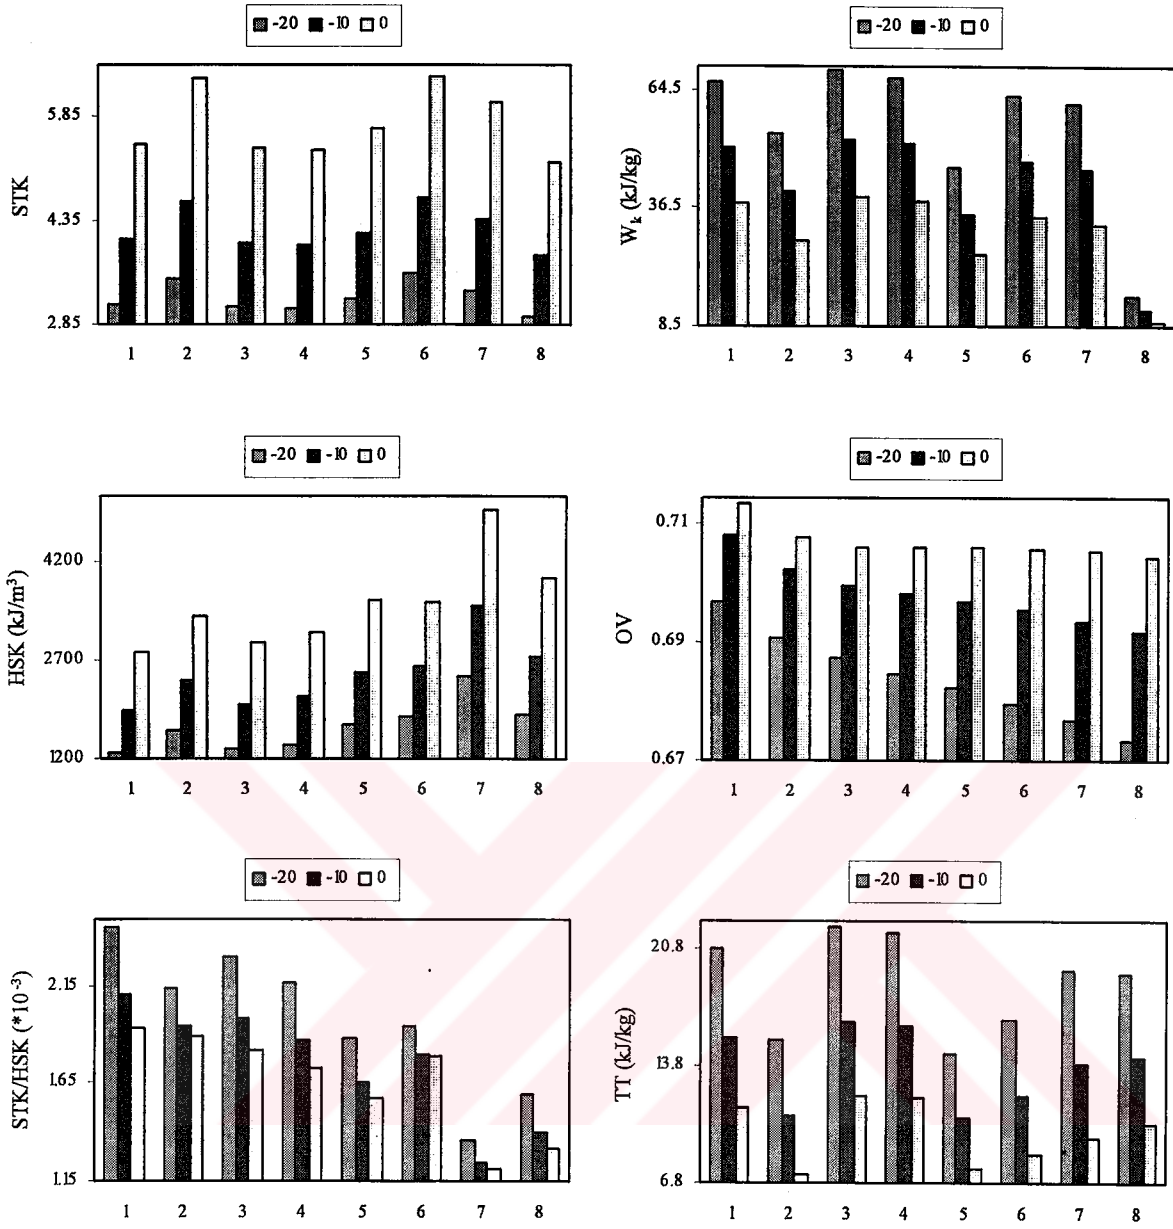 -20 -10 0
STK
5.85
4.35
2.85
1 2 3 4 5 6 7 8
-20 -10 0
Wk (kJ/kg)
64.5
36.5
8.5
1 2 3 4 5 6 7 8
-20 -10 0
HSK (kJ/m³)
4200
2700
1200
1 2 3 4 5 6 7 8
-20 -10 0
OV
0.71
0.69
0.67
1 2 3 4 5 6 7 8
-20 -10 0
STK/HSK (*10⁻³)
2.15
1.65
1.15
1 2 3 4 5 6 7 8
-20 -10 0
TT (kJ/kg)
20.8
13.8
6.8
1 2 3 4 5 6 7 8